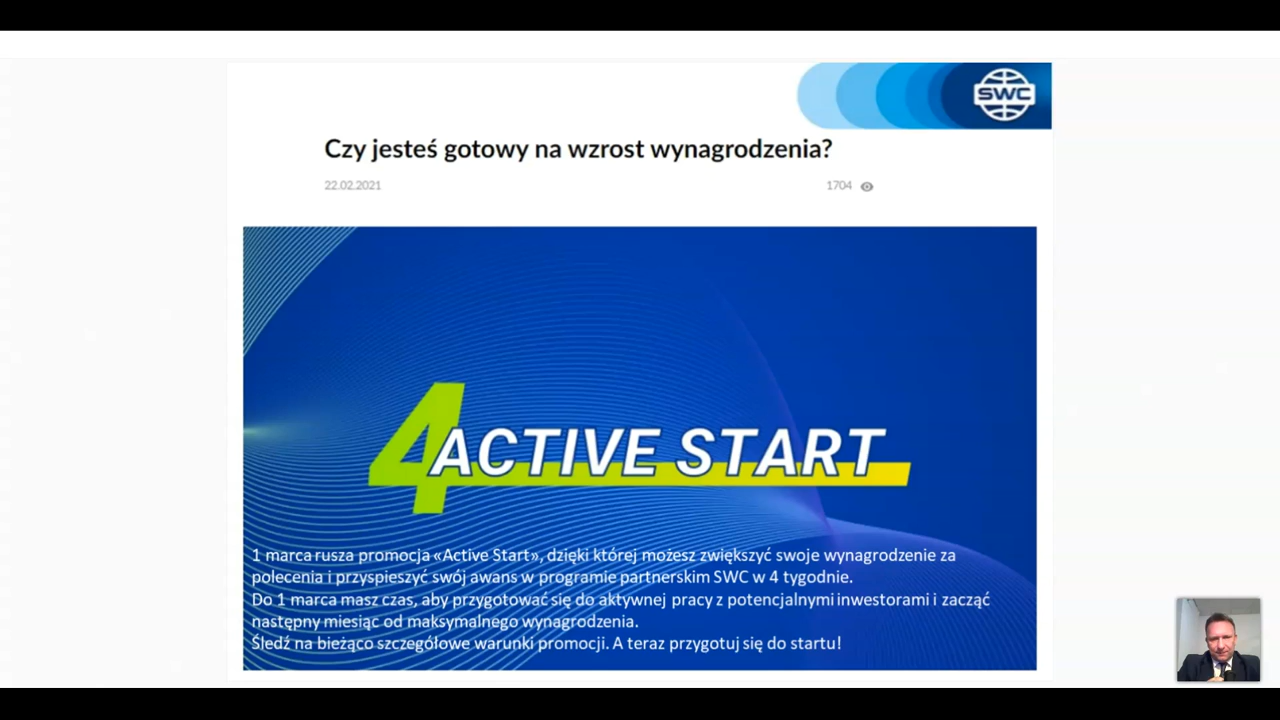 SWC
Czy jesteś gotowy na wzrost wynagrodzenia?
22.02.2021
1704
4 ACTIVE START
1 marca rusza promocja «Active Start», dzięki której możesz zwiększyć swoje wynagrodzenie za
polecenia i przyspieszyć swój awans w programie partnerskim SWC w 4 tygodnie.
Do 1 marca masz czas, aby przygotować się do aktywnej pracy z potencjalnymi inwestorami i zacząć
następny miesiąc od maksymalnego wynagrodzenia.
Śledź na bieżąco szczegółowe warunki promocji. A teraz przygotuj się do startu!